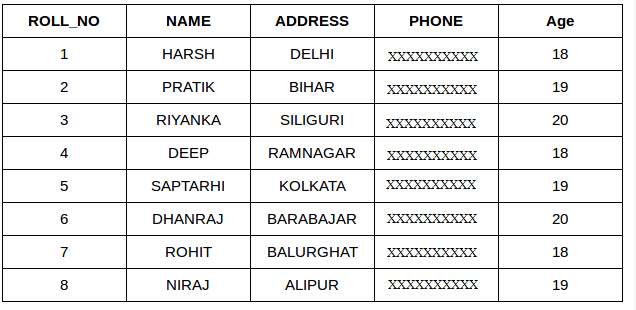 ROLL_NO NAME ADDRESS PHONE Age
1 HARSH DELHI XXXXXXXXXX 18
2 PRATIK BIHAR XXXXXXXXXX 19
3 RIYANKA SILIGURI XXXXXXXXXX 20
4 DEEP RAMNAGAR XXXXXXXXXX 18
5 SAPTARHI KOLKATA XXXXXXXXXX 19
6 DHANRAJ BARABAJAR XXXXXXXXXX 20
7 ROHIT BALURGHAT XXXXXXXXXX 18
8 NIRAJ ALIPUR XXXXXXXXXX 19